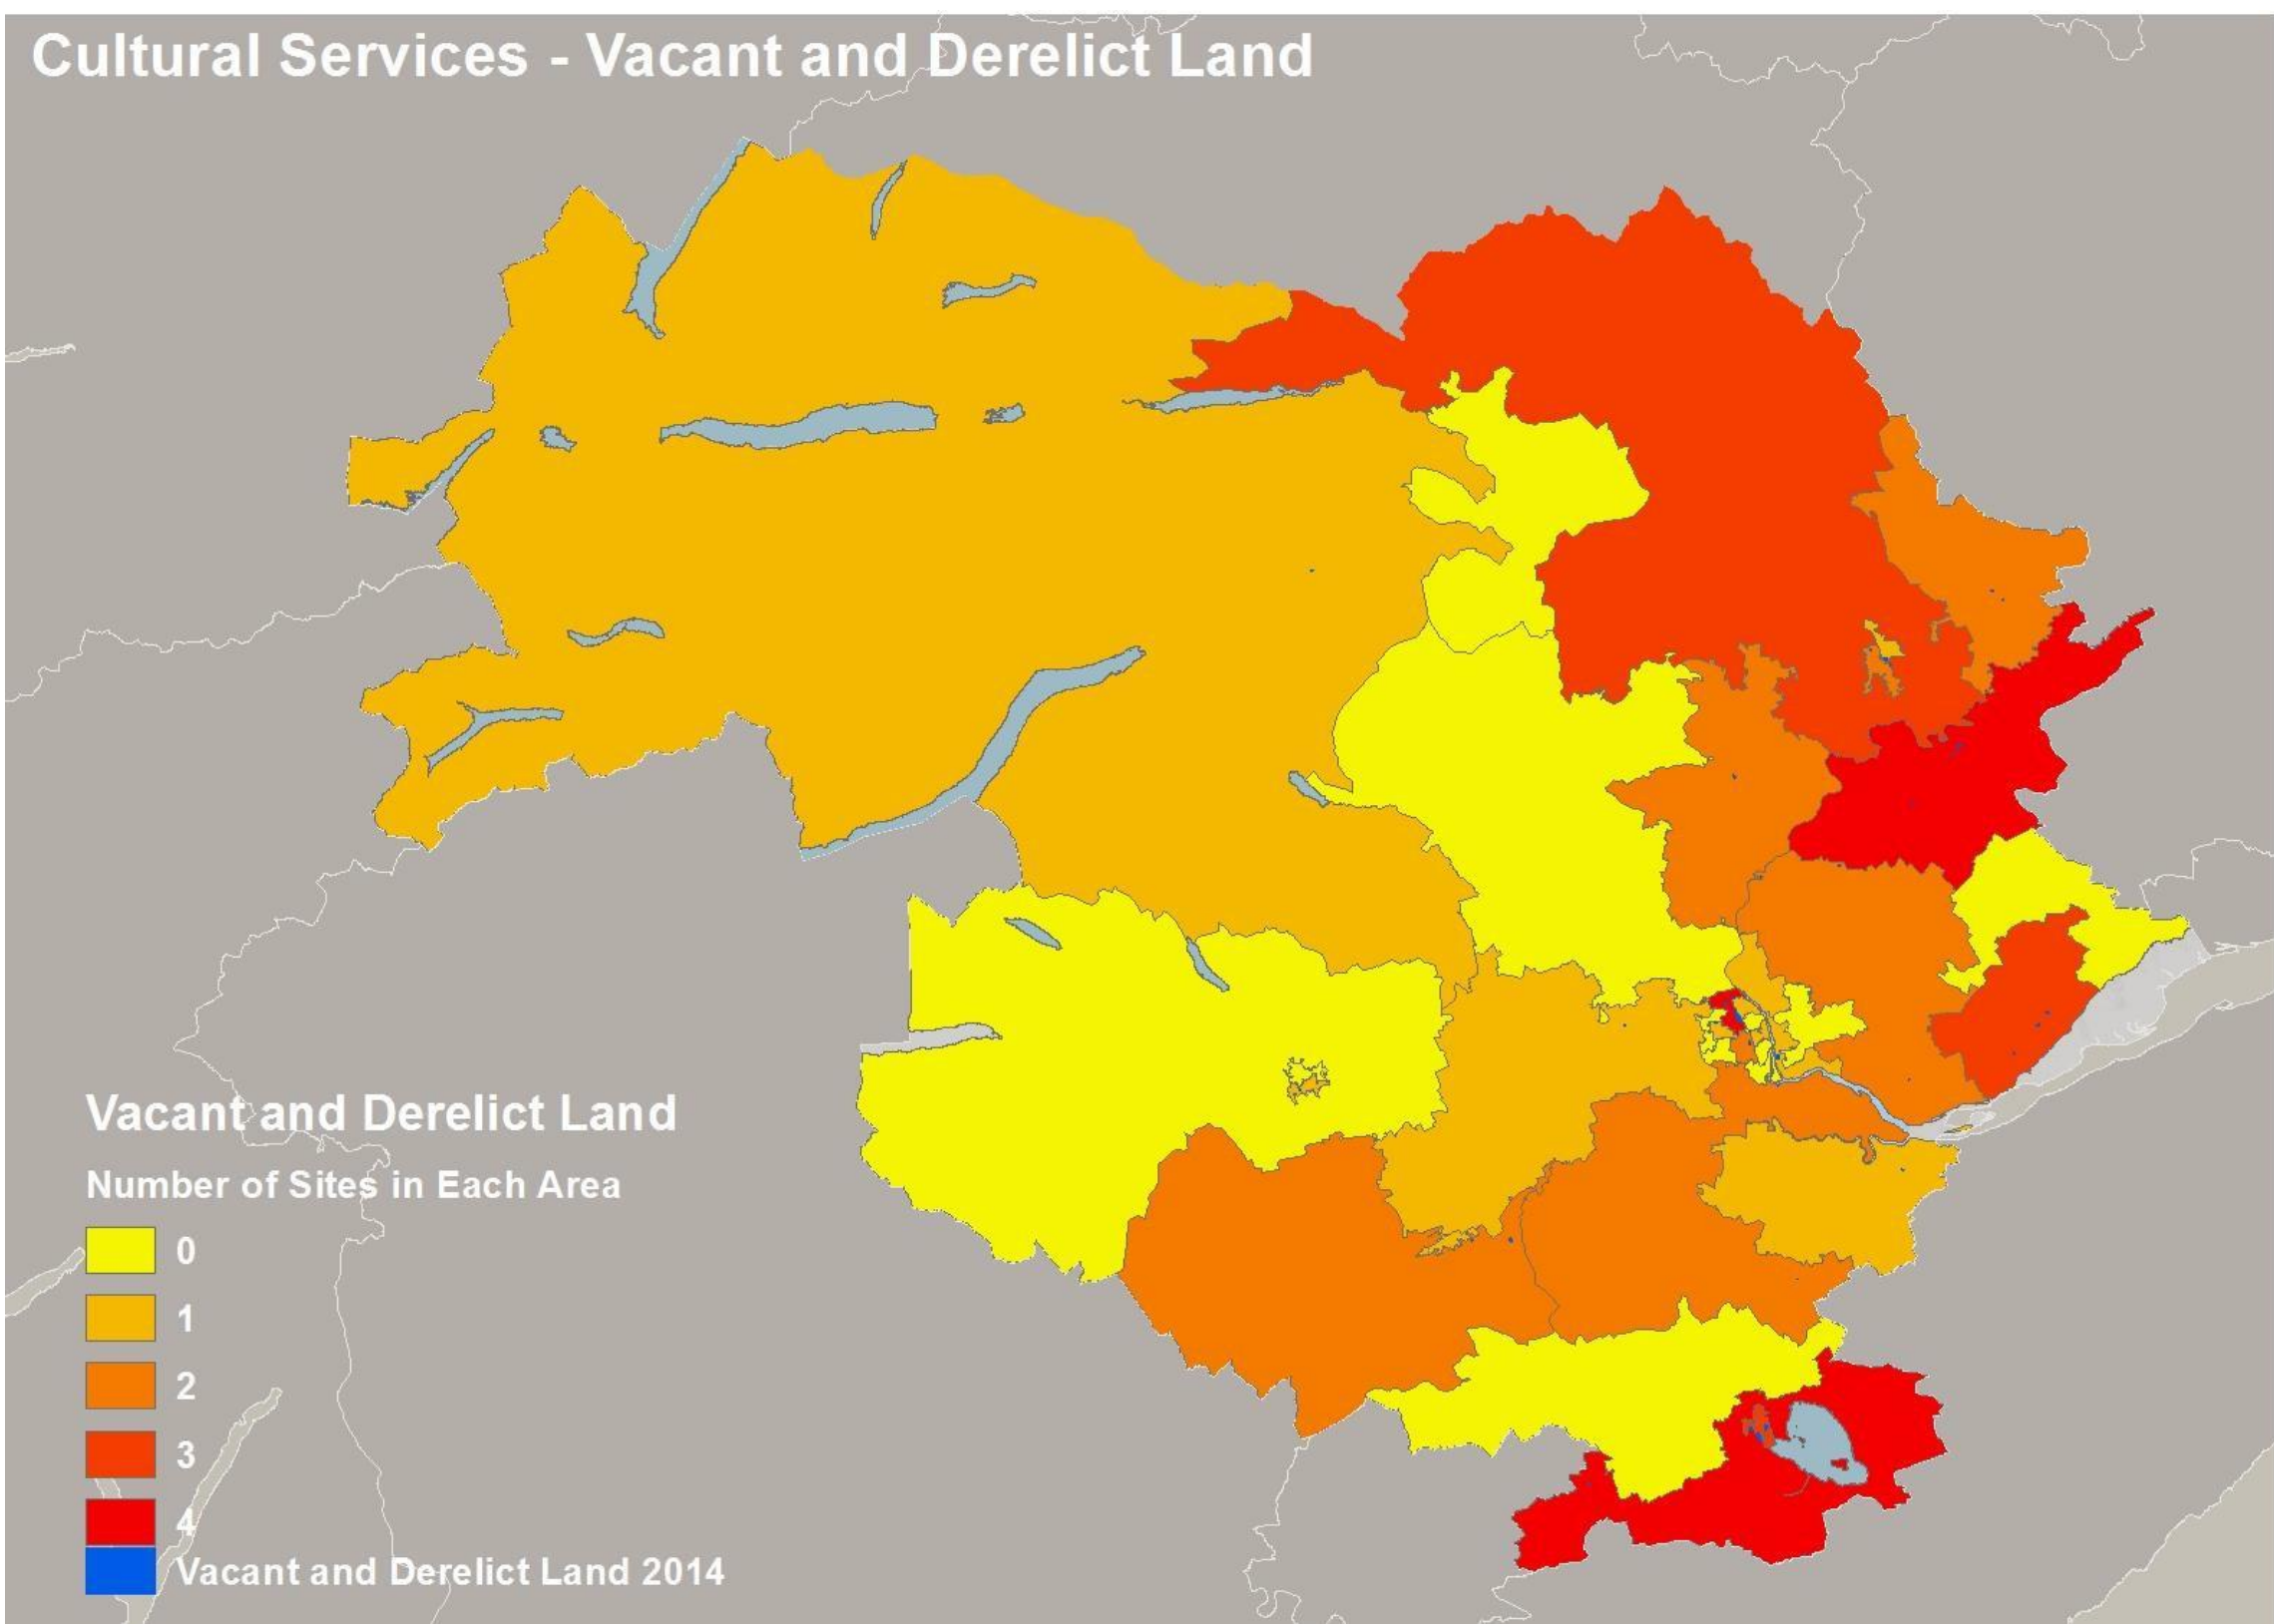 Cultural Services - Vacant and Derelict Land
Vacant and Derelict Land
Number of Sites in Each Area
0
1
2
3
4
Vacant and Derelict Land 2014